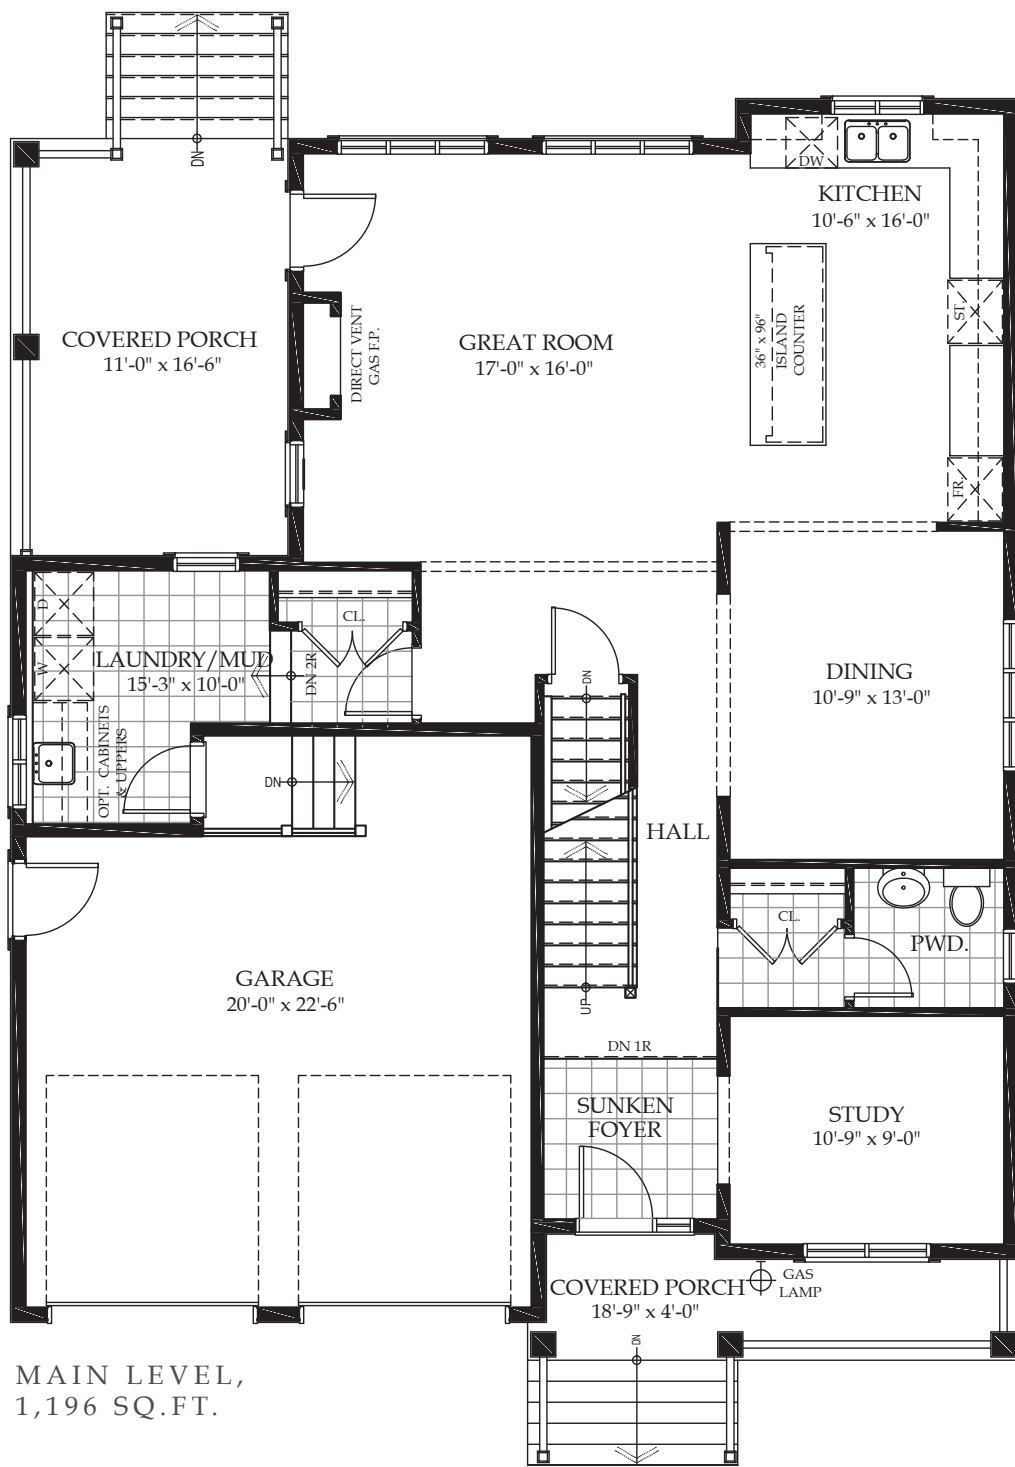 DN
DW
KITCHEN
10'-6" x 16'-0"
COVERED PORCH
11'-0" x 16'-6"
DIRECT VENT
GAS F.P.
GREAT ROOM
17'-0" x 16'-0"
36" x 96"
ISLAND
COUNTER
ST.
FR.
D
W
LAUNDRY/MUD
15'-3" x 10'-0"
OPT. CABINETS
& UPPERS
CL.
DN 2R
DN
DN
DINING
10'-9" x 13'-0"
HALL
CL.
PWD.
GARAGE
20'-0" x 22'-6"
UP
DN 1R
SUNKEN
FOYER
STUDY
10'-9" x 9'-0"
COVERED PORCH
18'-9" x 4'-0"
GAS
LAMP
DN
MAIN LEVEL,
1,196 SQ.FT.